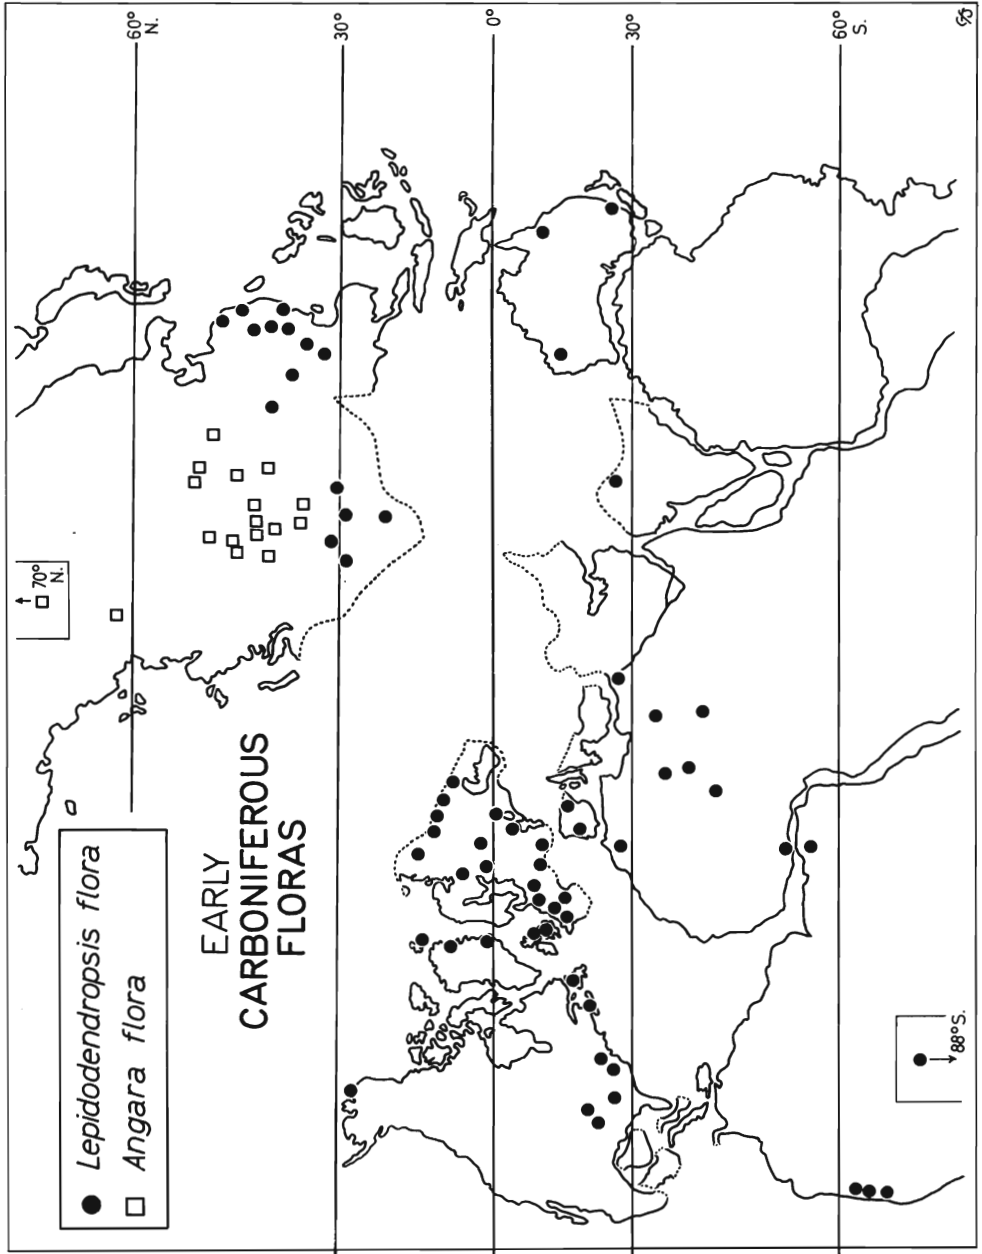 EARLY
CARBONIFEROUS
FLORAS
Lepidodendropsis flora
Angara flora
60°
N.
30°
0°
30°
60°
S.
70°
N.
88°S.